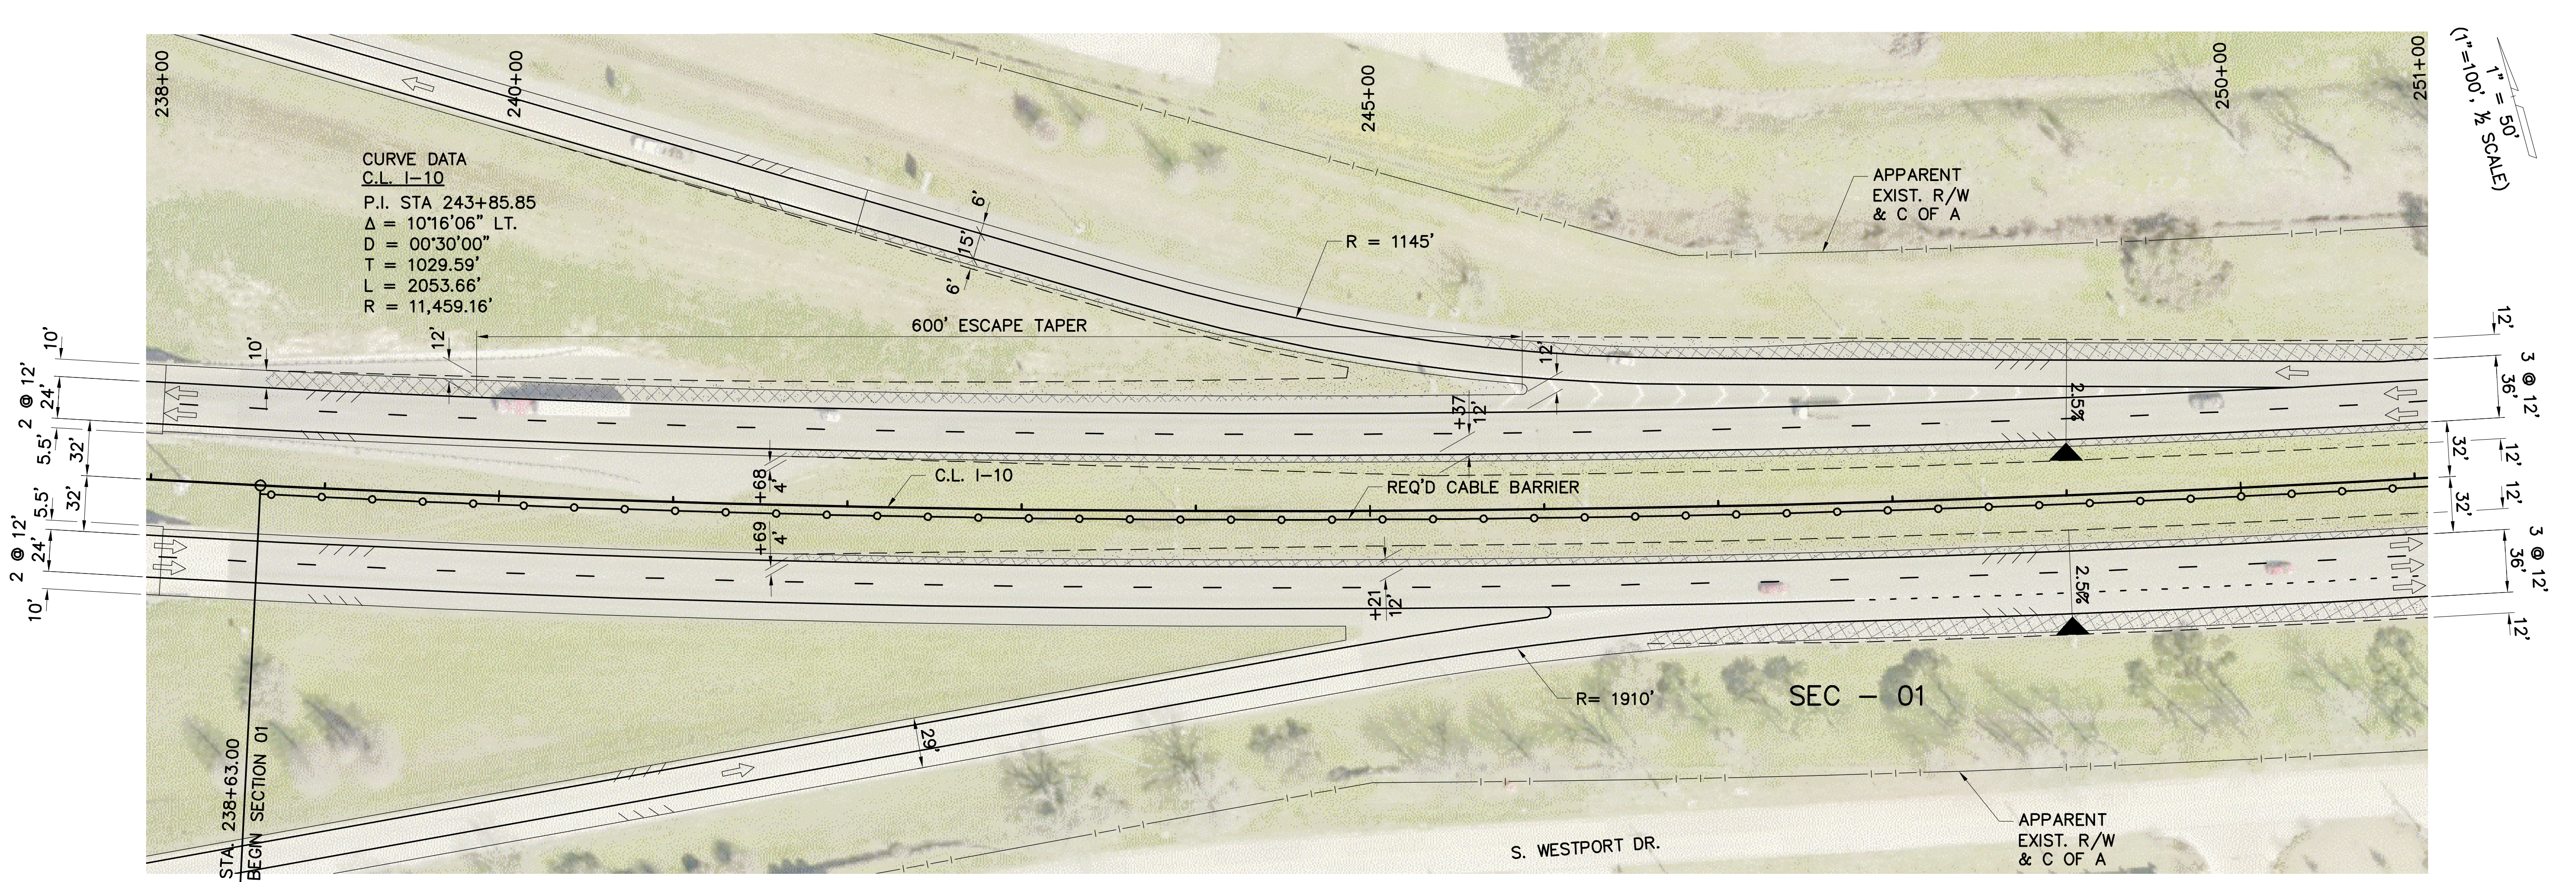 238+00
240+00
245+00
250+00
251+00
1" = 50'
(1"=100', ½ SCALE)
CURVE DATA
C.L. I-10
P.I. STA 243+85.85
Δ = 10°16'06" LT.
D = 00°30'00"
T = 1029.59'
L = 2053.66'
R = 11,459.16'
6'
15'
6'
R = 1145'
APPARENT
EXIST. R/W
& C OF A
600' ESCAPE TAPER
10'
12'
12'
10'
2 @ 12'
24'
5.5'
32'
32'
5.5'
2 @ 12'
24'
10'
+37
12'
2.5%
12'
3 @ 12'
36'
12'
32'
12'
32'
3 @ 12'
36'
12'
+68
4'
C.L. I-10
REQ'D CABLE BARRIER
+69
4'
+21
12'
2.5%
R= 1910'
SEC - 01
29'
STA. 238+63.00
BEGIN SECTION 01
S. WESTPORT DR.
APPARENT
EXIST. R/W
& C OF A